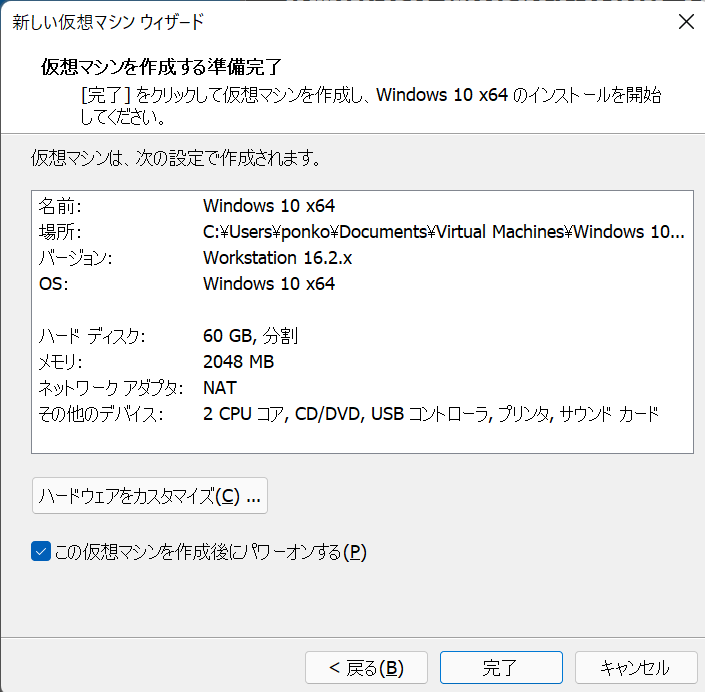 新しい仮想マシン ウィザード
仮想マシンを作成する準備完了
[完了] をクリックして仮想マシンを作成し、Windows 10 x64 のインストールを開始
してください。
仮想マシンは、次の設定で作成されます。
名前: Windows 10 x64
場所: C:¥Users¥ponko¥Documents¥Virtual Machines¥Windows 10...
バージョン: Workstation 16.2.x
OS: Windows 10 x64
ハード ディスク: 60 GB, 分割
メモリ: 2048 MB
ネットワーク アダプタ: NAT
その他のデバイス: 2 CPU コア, CD/DVD, USB コントローラ, プリンタ, サウンド カード
ハードウェアをカスタマイズ(C) ...
この仮想マシンを作成後にパワーオンする(P)
< 戻る(B) 完了 キャンセル